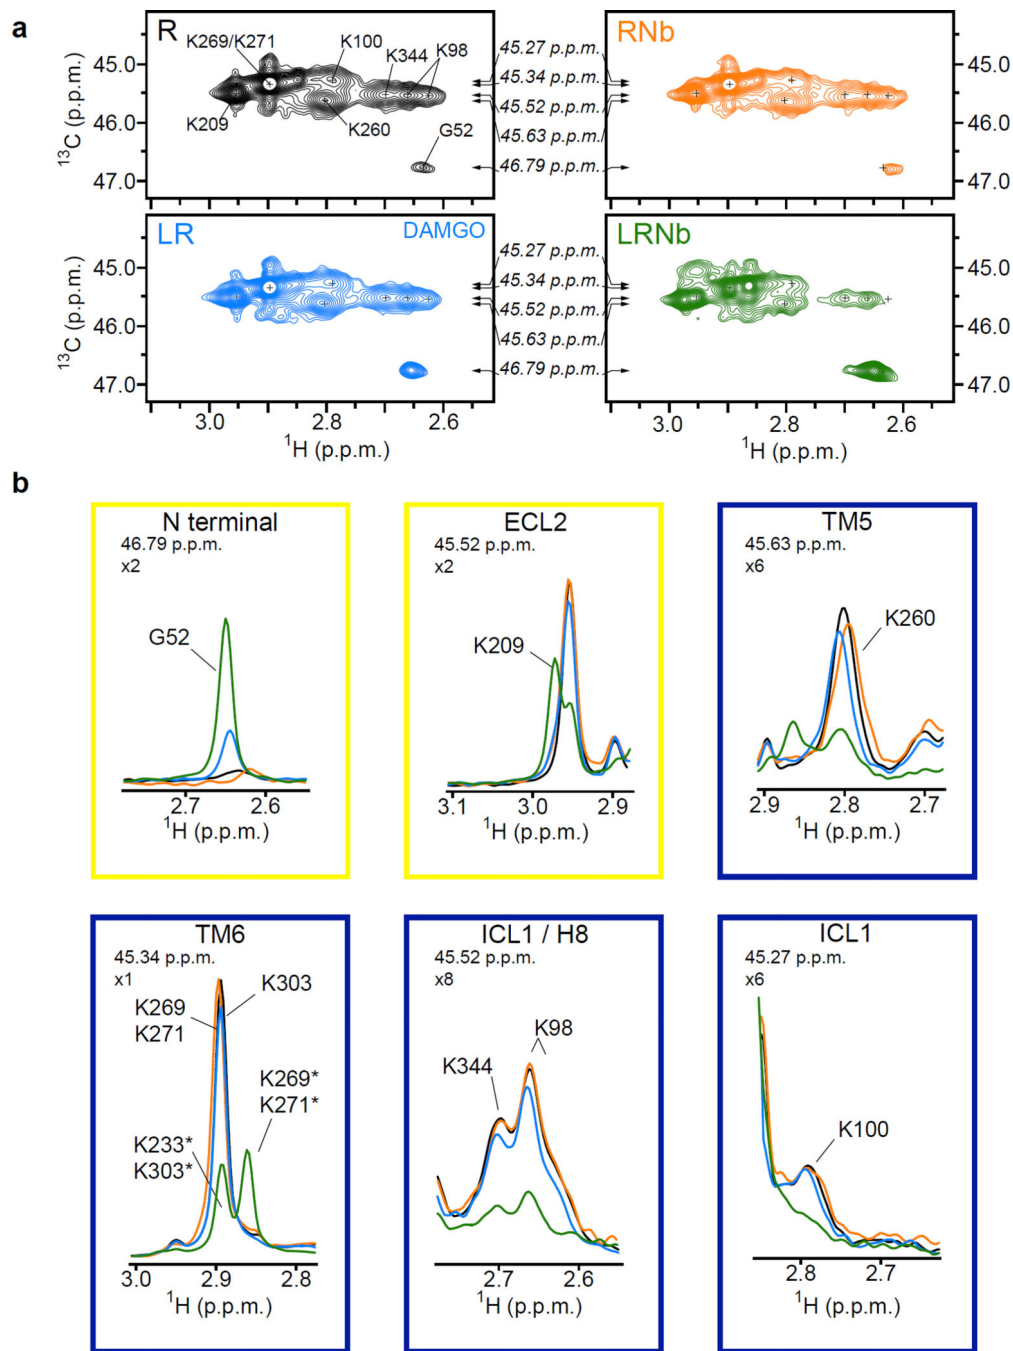 a
R
K269/K271
K100
K344
K98
K209
K260
G52
45.0
46.0
47.0
13C (p.p.m.)
45.27 p.p.m.
45.34 p.p.m.
45.52 p.p.m.
45.63 p.p.m.
46.79 p.p.m.
RNb
45.0
46.0
47.0
13C (p.p.m.)
LR
DAMGO
45.0
46.0
47.0
13C (p.p.m.)
3.0 2.8 2.6
1H (p.p.m.)
45.27 p.p.m.
45.34 p.p.m.
45.52 p.p.m.
45.63 p.p.m.
46.79 p.p.m.
LRNb
45.0
46.0
47.0
13C (p.p.m.)
3.0 2.8 2.6
1H (p.p.m.)
b
N terminal
46.79 p.p.m.
x2
G52
2.7 2.6
1H (p.p.m.)
ECL2
45.52 p.p.m.
x2
K209
3.1 3.0 2.9
1H (p.p.m.)
TM5
45.63 p.p.m.
x6
K260
2.9 2.8 2.7
1H (p.p.m.)
TM6
45.34 p.p.m.
x1
K269
K271
K303
K269*
K271*
K233*
K303*
3.0 2.9 2.8
1H (p.p.m.)
ICL1 / H8
45.52 p.p.m.
x8
K98
K344
2.7 2.6
1H (p.p.m.)
ICL1
45.27 p.p.m.
x6
K100
2.8 2.7
1H (p.p.m.)